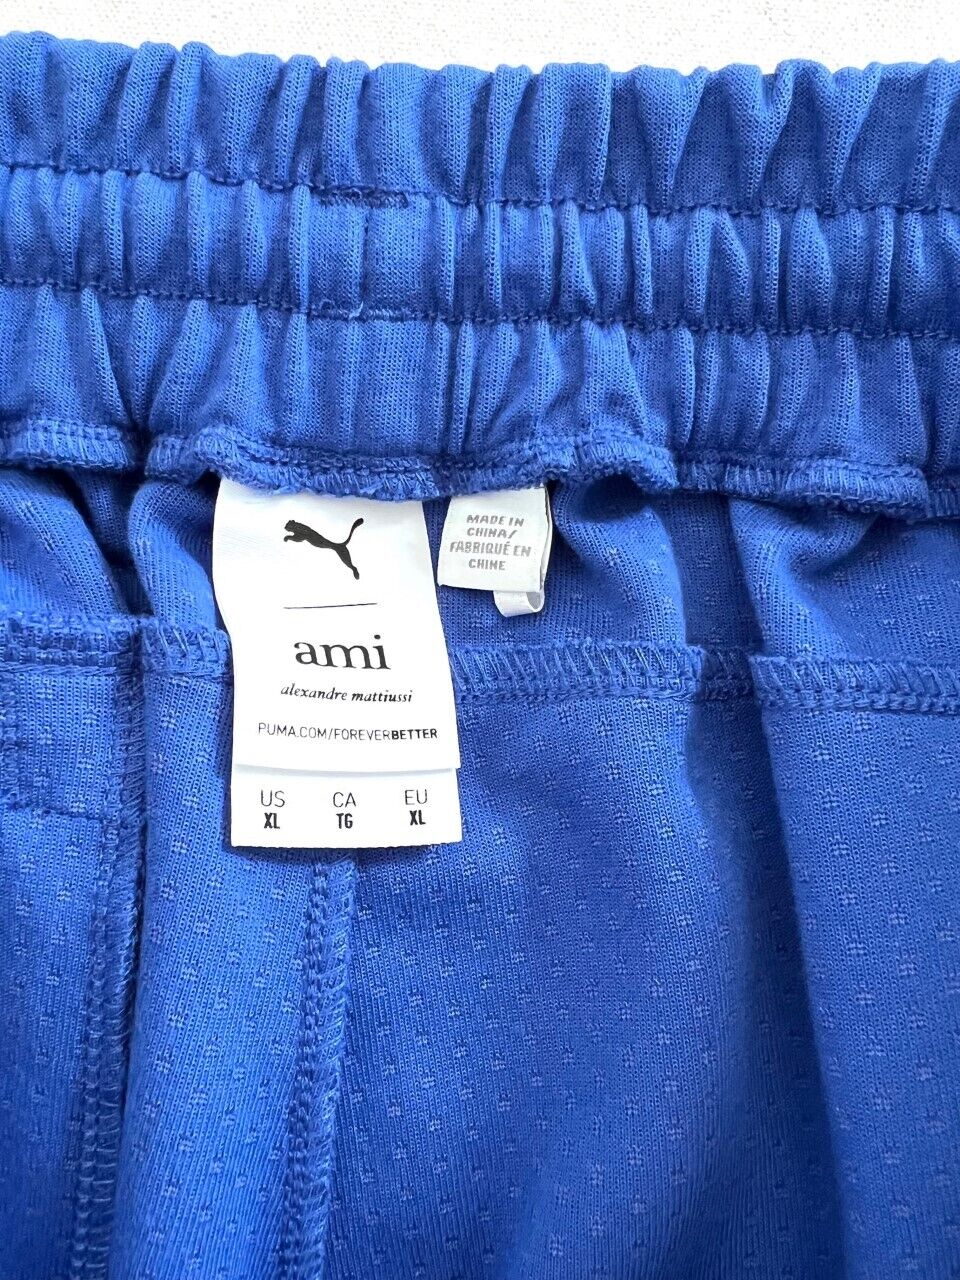 ami
alexandre mattiussi
PUMA.COM/FOREVERBETTER
US CA EU
XL TG XL
MADE IN
CHINA/
FABRIQUÉ EN
CHINE